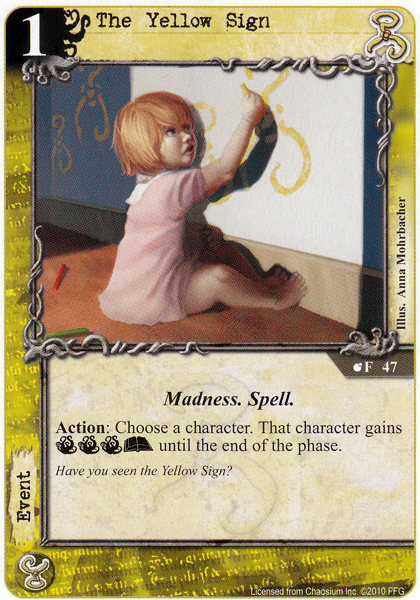 1 The Yellow Sign
Illus. Anna Mohrbacher
F 47
Madness. Spell.
Action: Choose a character. That character gains
until the end of the phase.
Have you seen the Yellow Sign?
Event
Licensed from Chaosium Inc ©2010 FFG